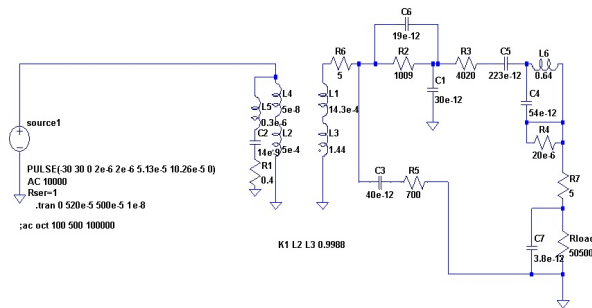 C6
19e-12
R6
5
R2
1009
R3
4020
C5
223e-12
L6
0.64
C1
30e-12
C4
54e-12
R4
20e-6
source1
L5
0.3e-6
L4
5e-8
L1
14.3e-4
C2
14e-9
L2
5e-4
L3
1.44
R1
0.4
PULSE(-30 30 0 2e-6 2e-6 5.13e-5 10.26e-5 0)
AC 10000
Rser=1
.tran 0 520e-5 500e-5 1e-8
;ac oct 100 500 100000
C3
40e-12
R5
700
R7
5
C7
3.8e-12
Rload
50500
K1 L2 L3 0.9988